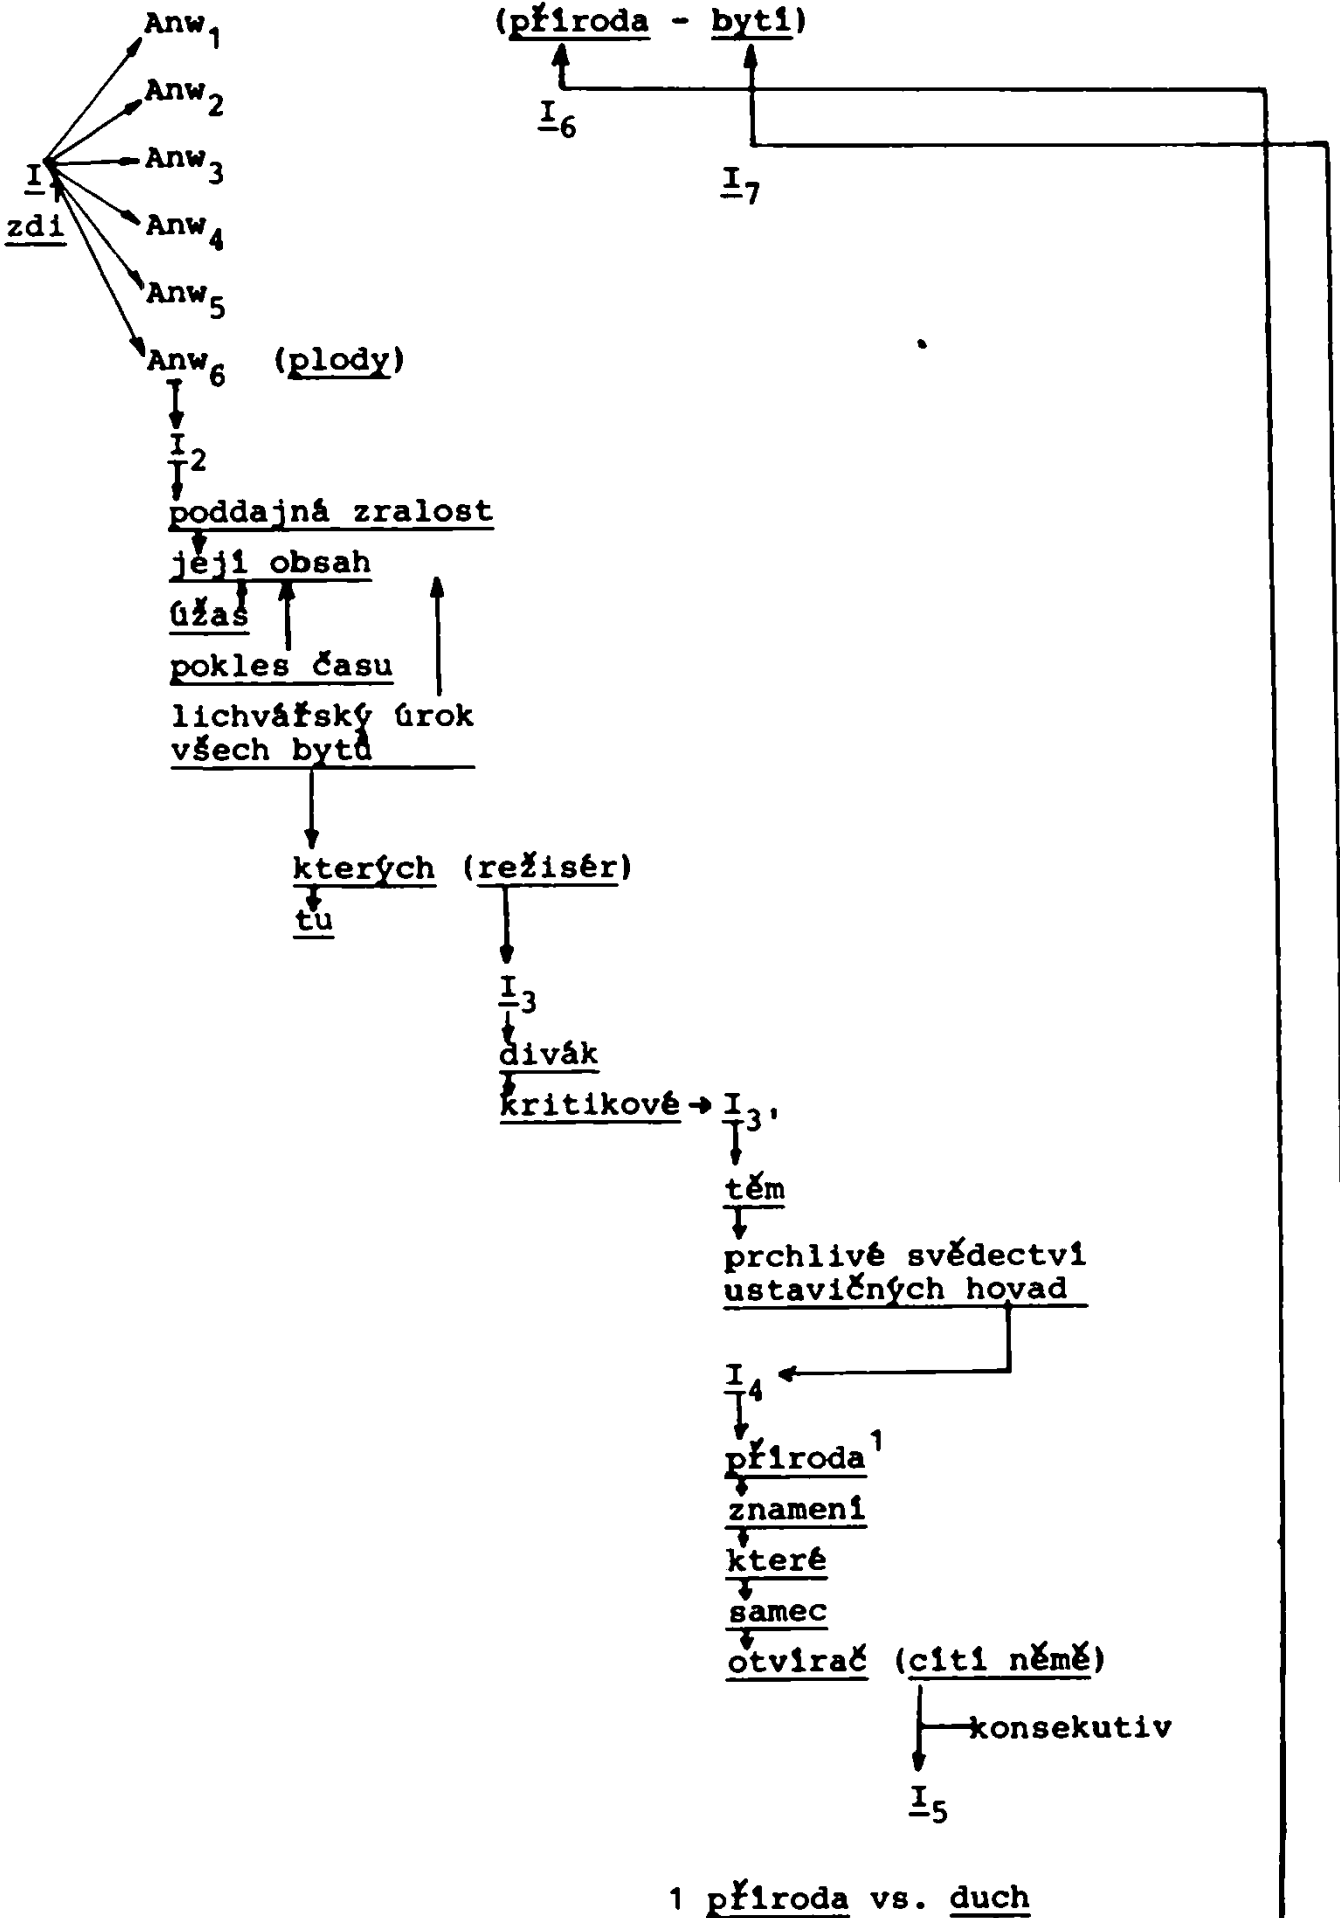 Anw1 (příroda - bytí)
Anw2
I6
Anw3
I1
I7
zdi
Anw4
Anw5
Anw6 (plody)
I2
poddajná zralost
její obsah
úžas
pokles času
lichvářský úrok
všech bytů
kterých (režisér)
tu
I3
divák
kritikové I3'
těm
prchlivé svědectví
ustavičných hovad
I4
příroda1
znamení
které
samec
otvírač (cítí němě)
konsekutiv
I5
1 příroda vs. duch